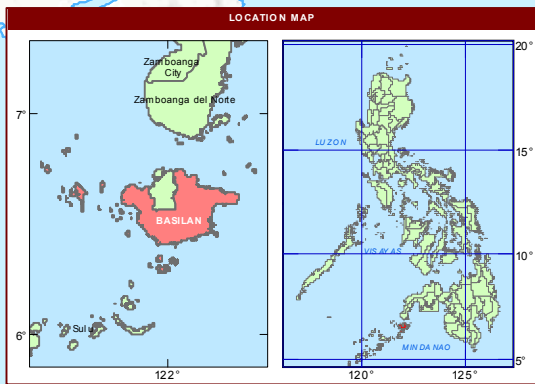 LOCATION MAP
Zamboanga
City
Zamboanga del Norte
7°
BASILAN
Sulu
6°
122°
20°
LUZON
15°
VISAYAS
10°
MINDANAO
5°
120°
125°